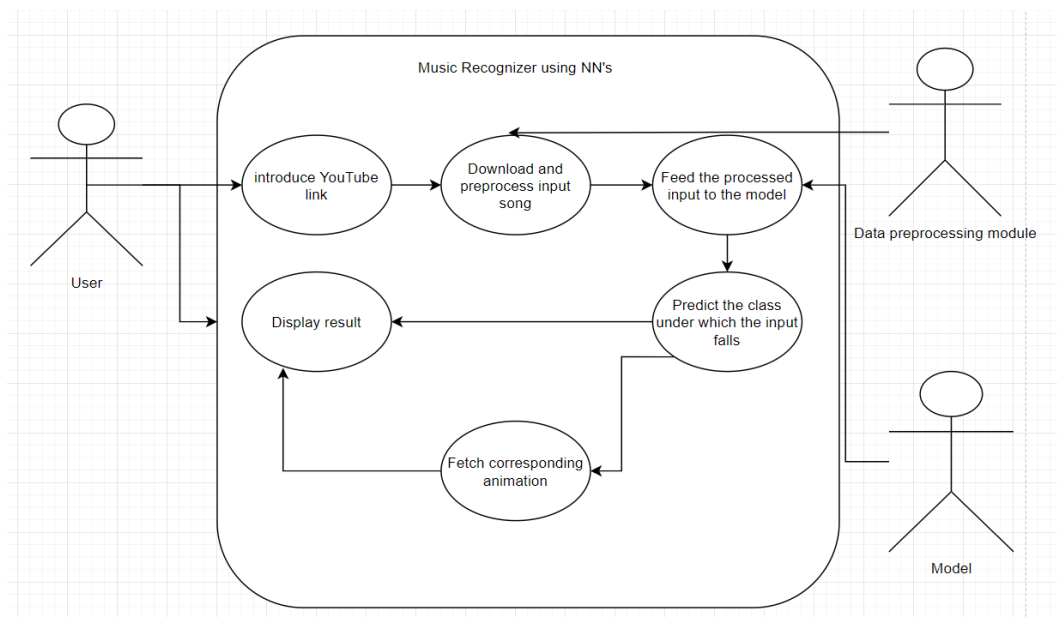 Music Recognizer using NN's
introduce YouTube
link
Download and
preprocess input
song
Feed the processed
input to the model
Data preprocessing module
User
Display result
Predict the class
under which the input
falls
Fetch corresponding
animation
Model